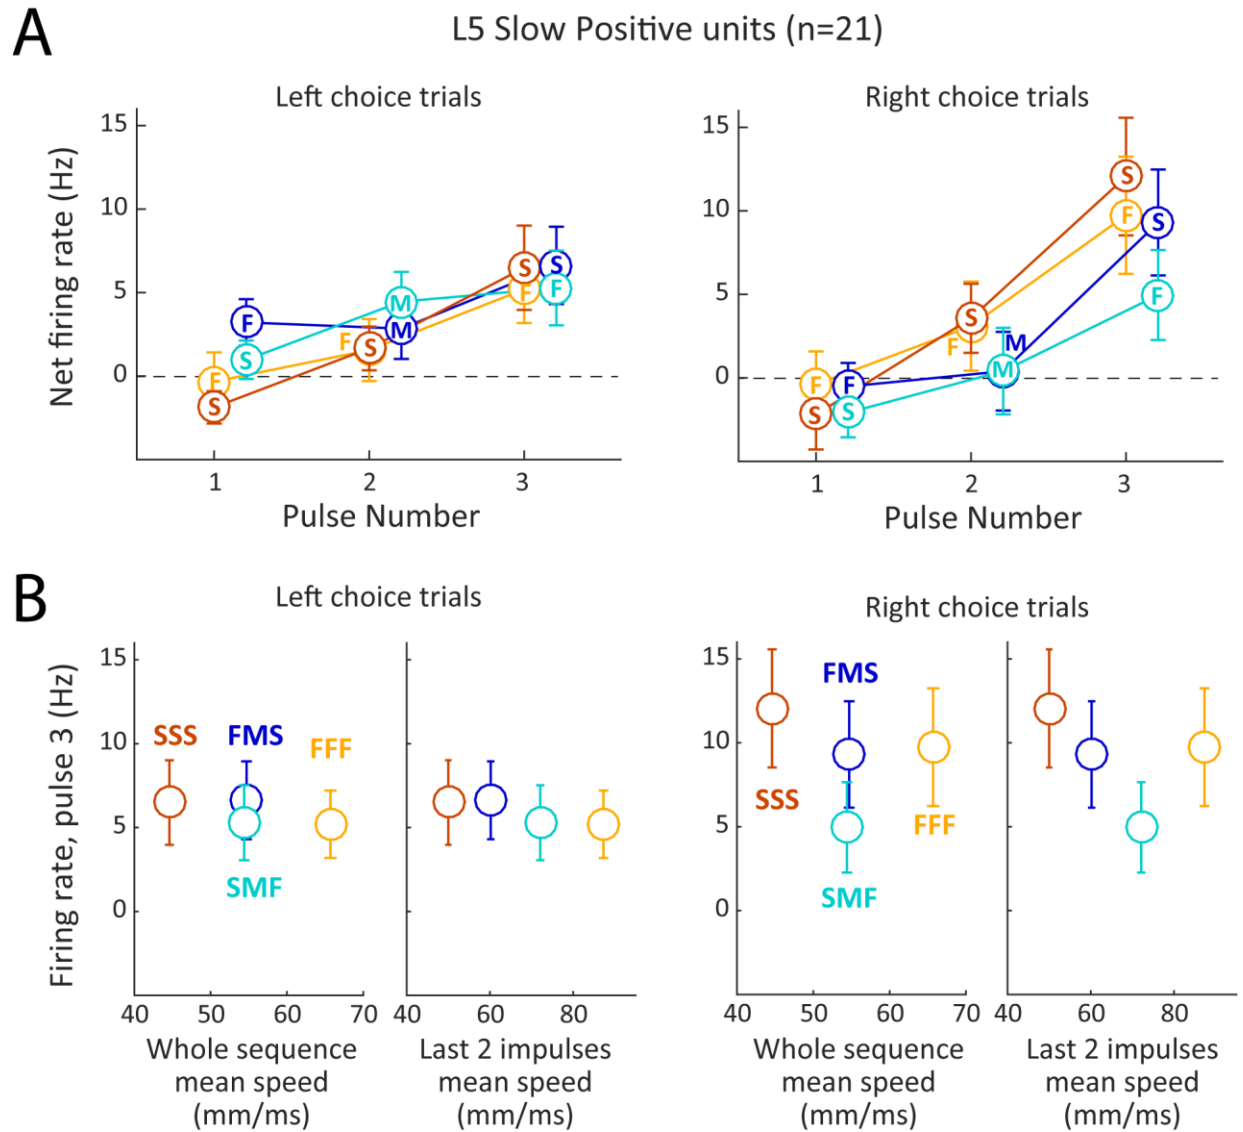 A
L5 Slow Positive units (n=21)
Left choice trials
Net firing rate (Hz)
15
10
5
0
F
S
F
S
F
S
M
M
S
F
S
F
1
2
3
Pulse Number
Right choice trials
15
10
5
0
F
S
F
S
S
F
M
M
S
F
S
F
1
2
3
Pulse Number
B
Left choice trials
Firing rate, pulse 3 (Hz)
15
10
5
0
SSS
FMS
FFF
SMF
40 50 60 70
Whole sequence
mean speed
(mm/ms)
40 60 80
Last 2 impulses
mean speed
(mm/ms)
Right choice trials
15
10
5
0
FMS
SSS
FFF
SMF
40 50 60 70
Whole sequence
mean speed
(mm/ms)
40 60 80
Last 2 impulses
mean speed
(mm/ms)